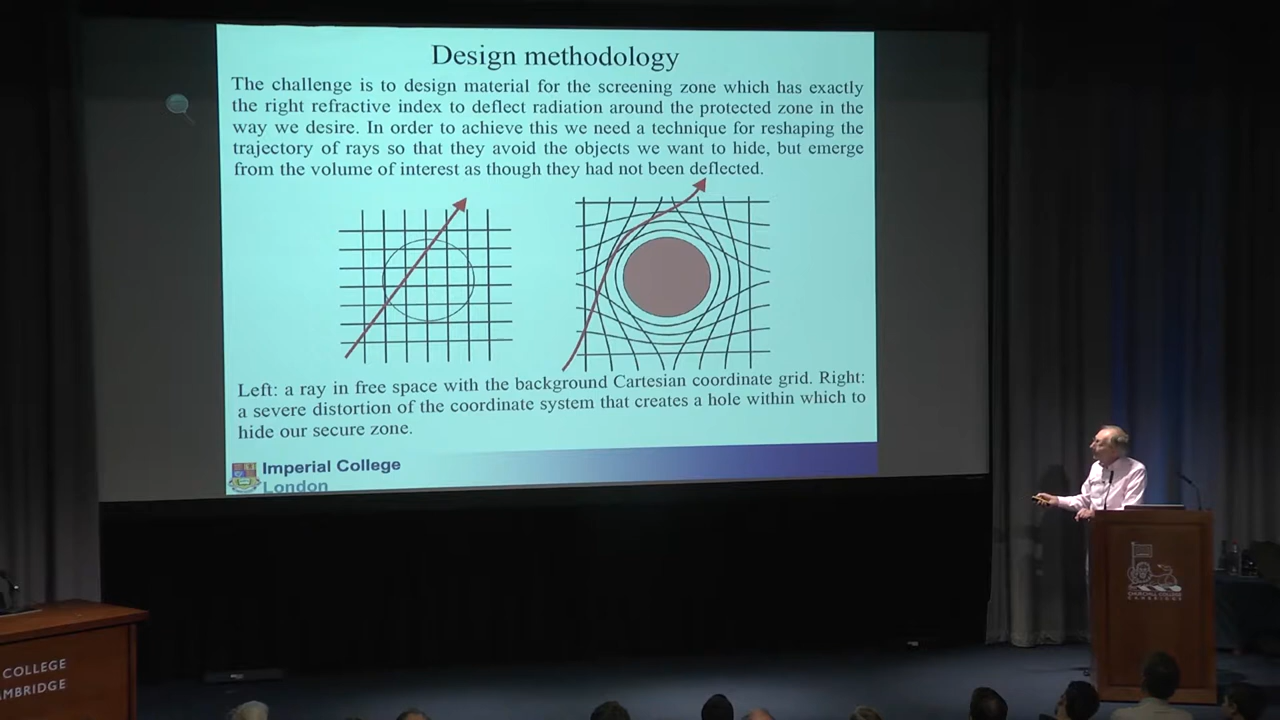 Design methodology
The challenge is to design material for the screening zone which has exactly
the right refractive index to deflect radiation around the protected zone in the
way we desire. In order to achieve this we need a technique for reshaping the
trajectory of rays so that they avoid the objects we want to hide, but emerge
from the volume of interest as though they had not been deflected.
Left: a ray in free space with the background Cartesian coordinate grid. Right:
a severe distortion of the coordinate system that creates a hole within which to
hide our secure zone.
Imperial College
London
CHURCHILL COLLEGE
CAMBRIDGE
COLLEGE
MBRIDGE